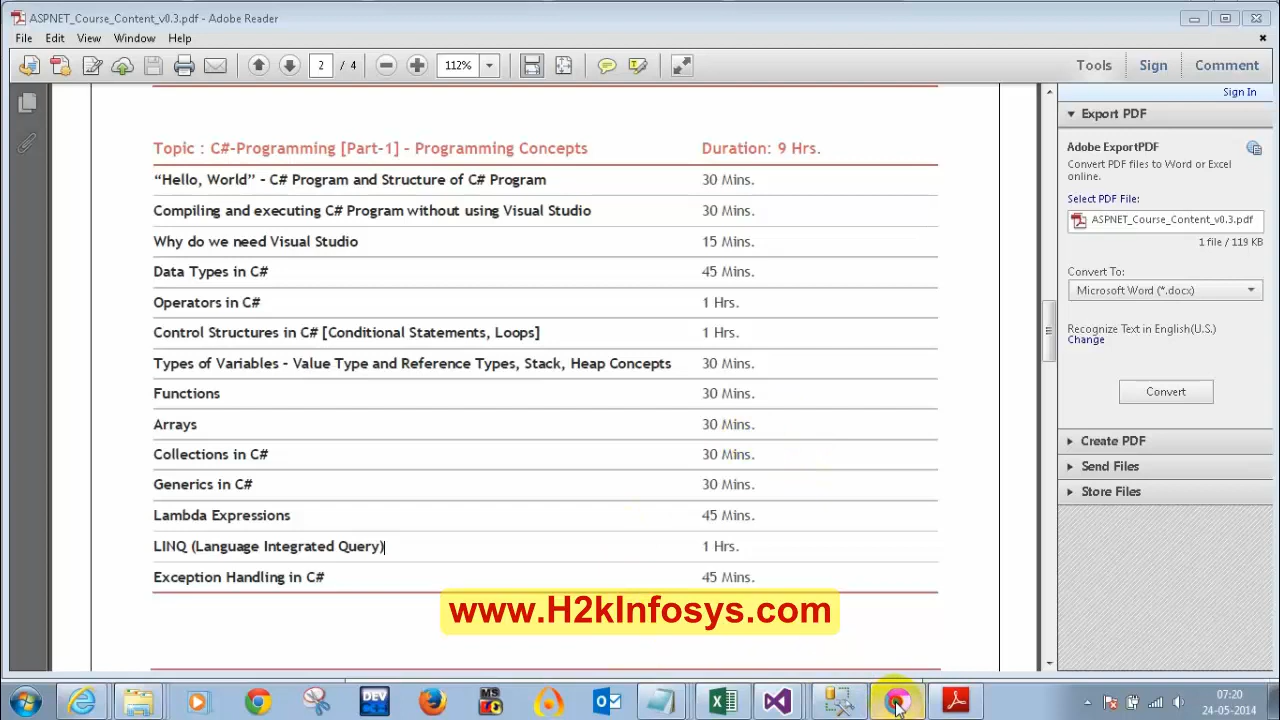 ASPNET_Course_Content_v0.3.pdf - Adobe Reader
File Edit View Window Help
2 / 4 112% Tools Sign Comment
Sign In
Export PDF
Adobe ExportPDF
Convert PDF files to Word or Excel
online.
Select PDF File:
ASPNET_Course_Content_v0.3.pdf
1 file / 119 KB
Convert To:
Microsoft Word (*.docx)
Recognize Text in English(U.S.)
Change
Convert
Create PDF
Send Files
Store Files
Topic : C#-Programming [Part-1] - Programming Concepts Duration: 9 Hrs.
“Hello, World” - C# Program and Structure of C# Program 30 Mins.
Compiling and executing C# Program without using Visual Studio 30 Mins.
Why do we need Visual Studio 15 Mins.
Data Types in C# 45 Mins.
Operators in C# 1 Hrs.
Control Structures in C# [Conditional Statements, Loops] 1 Hrs.
Types of Variables - Value Type and Reference Types, Stack, Heap Concepts 30 Mins.
Functions 30 Mins.
Arrays 30 Mins.
Collections in C# 30 Mins.
Generics in C# 30 Mins.
Lambda Expressions 45 Mins.
LINQ (Language Integrated Query) 1 Hrs.
Exception Handling in C# 45 Mins.
www.H2kInfosys.com
DEV
MS
07:20
24-05-2014